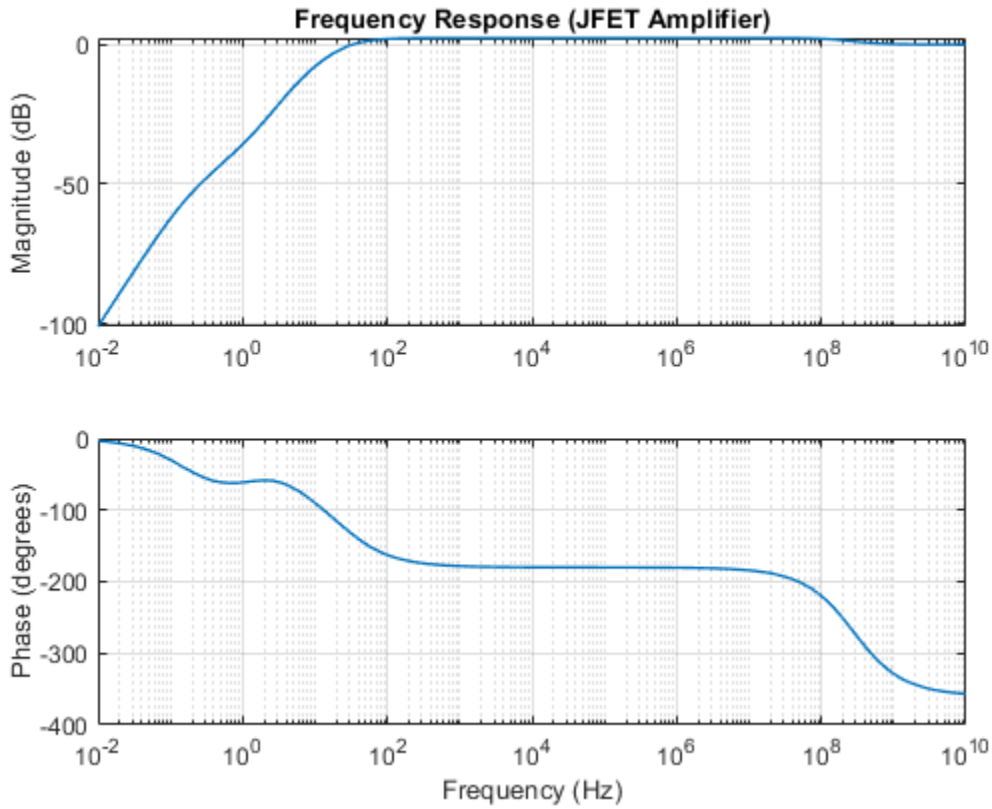 Frequency Response (JFET Amplifier)
Magnitude (dB)
0
-50
-100
10^-2 10^0 10^2 10^4 10^6 10^8 10^10
Phase (degrees)
0
-100
-200
-300
-400
10^-2 10^0 10^2 10^4 10^6 10^8 10^10
Frequency (Hz)